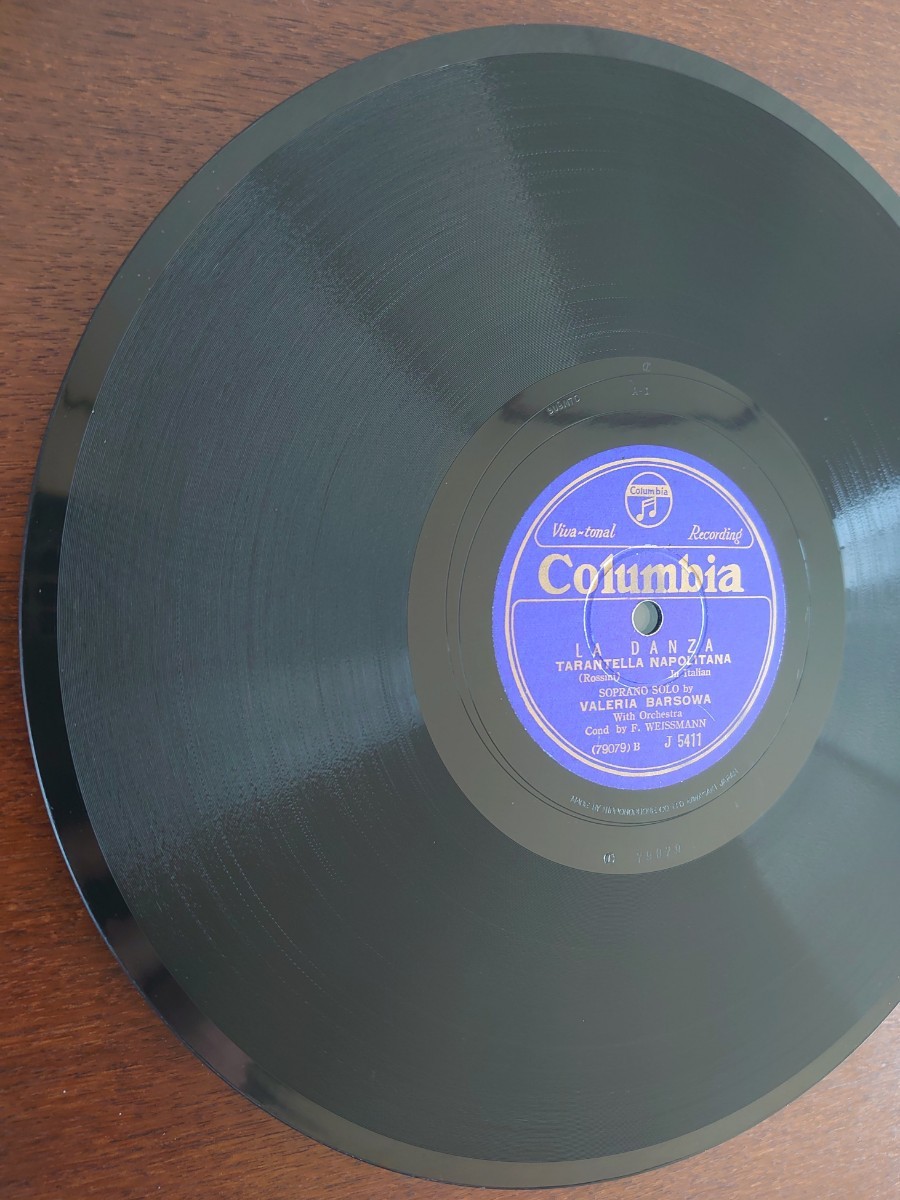 Columbia
Viva-tonal Recording
Columbia
LA DANZA
TARANTELLA NAPOLITANA
(Rossini) In Italian
SOPRANO SOLO by
VALERIA BARSOWA
With Orchestra
Cond by F. WEISSMANN
(79079) B J 5411
79079